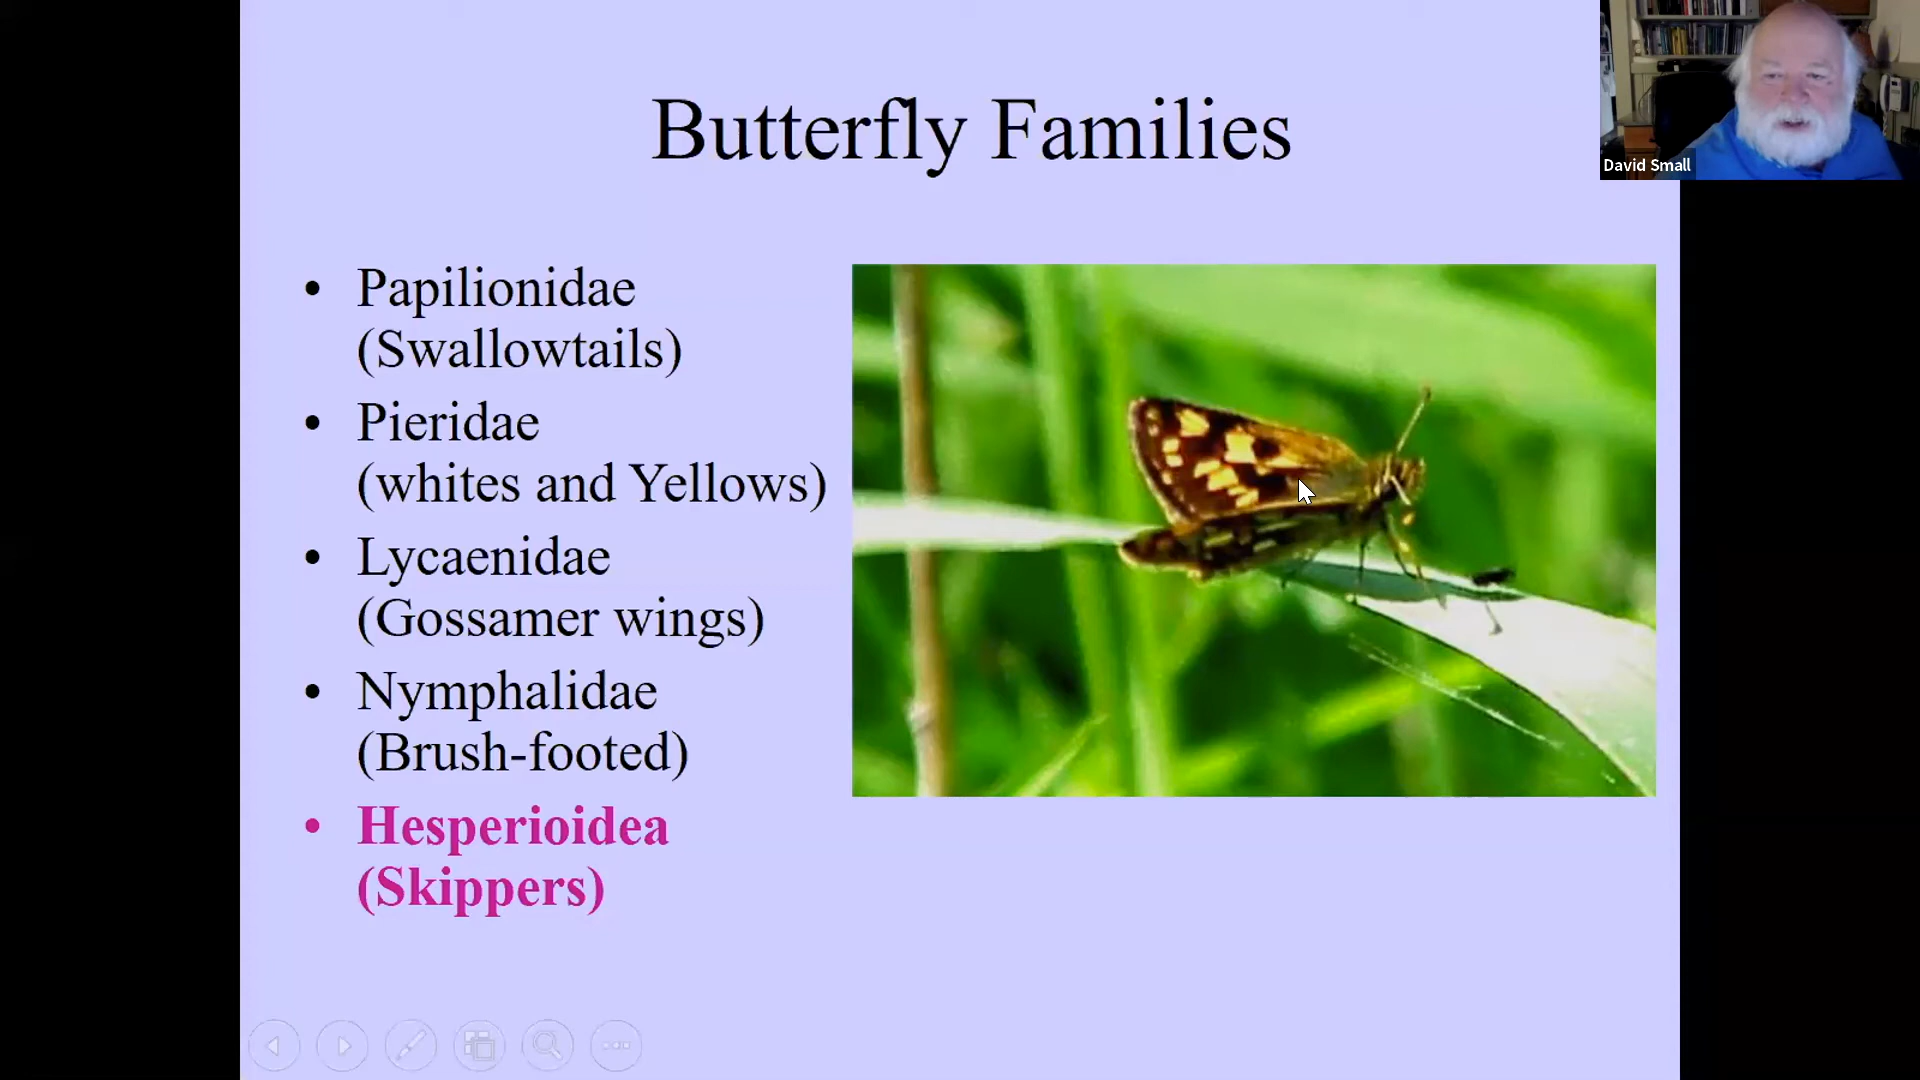 Butterfly Families
David Small
• Papilionidae
(Swallowtails)
• Pieridae
(whites and Yellows)
• Lycaenidae
(Gossamer wings)
• Nymphalidae
(Brush-footed)
• Hesperioidea
(Skippers)